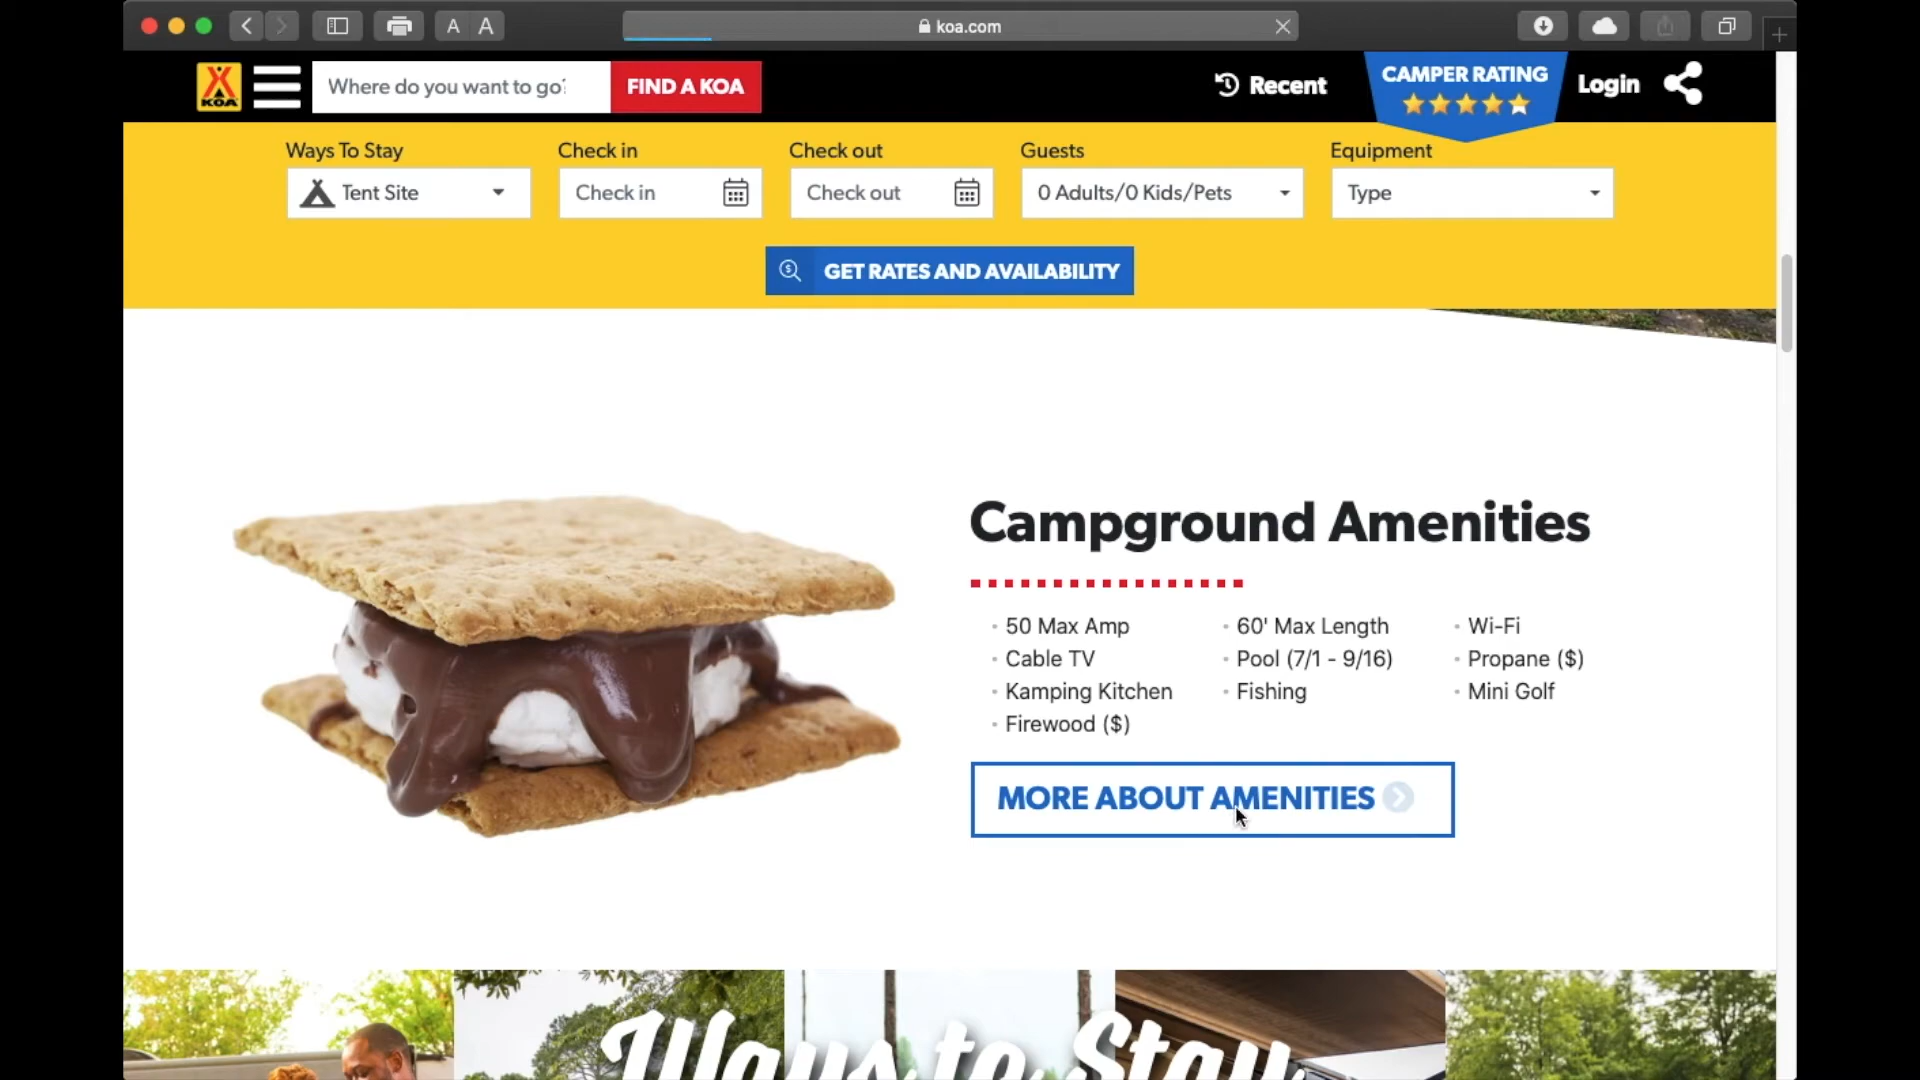 A A
koa.com
KOA
Where do you want to go?
FIND A KOA
Recent
CAMPER RATING
Login
Ways To Stay
Check in
Check out
Guests
Equipment
Tent Site
Check in
Check out
0 Adults/0 Kids/Pets
Type
GET RATES AND AVAILABILITY
Campground Amenities
50 Max Amp
60' Max Length
Wi-Fi
Cable TV
Pool (7/1 - 9/16)
Propane ($)
Kamping Kitchen
Fishing
Mini Golf
Firewood ($)
MORE ABOUT AMENITIES
Ways to Stay